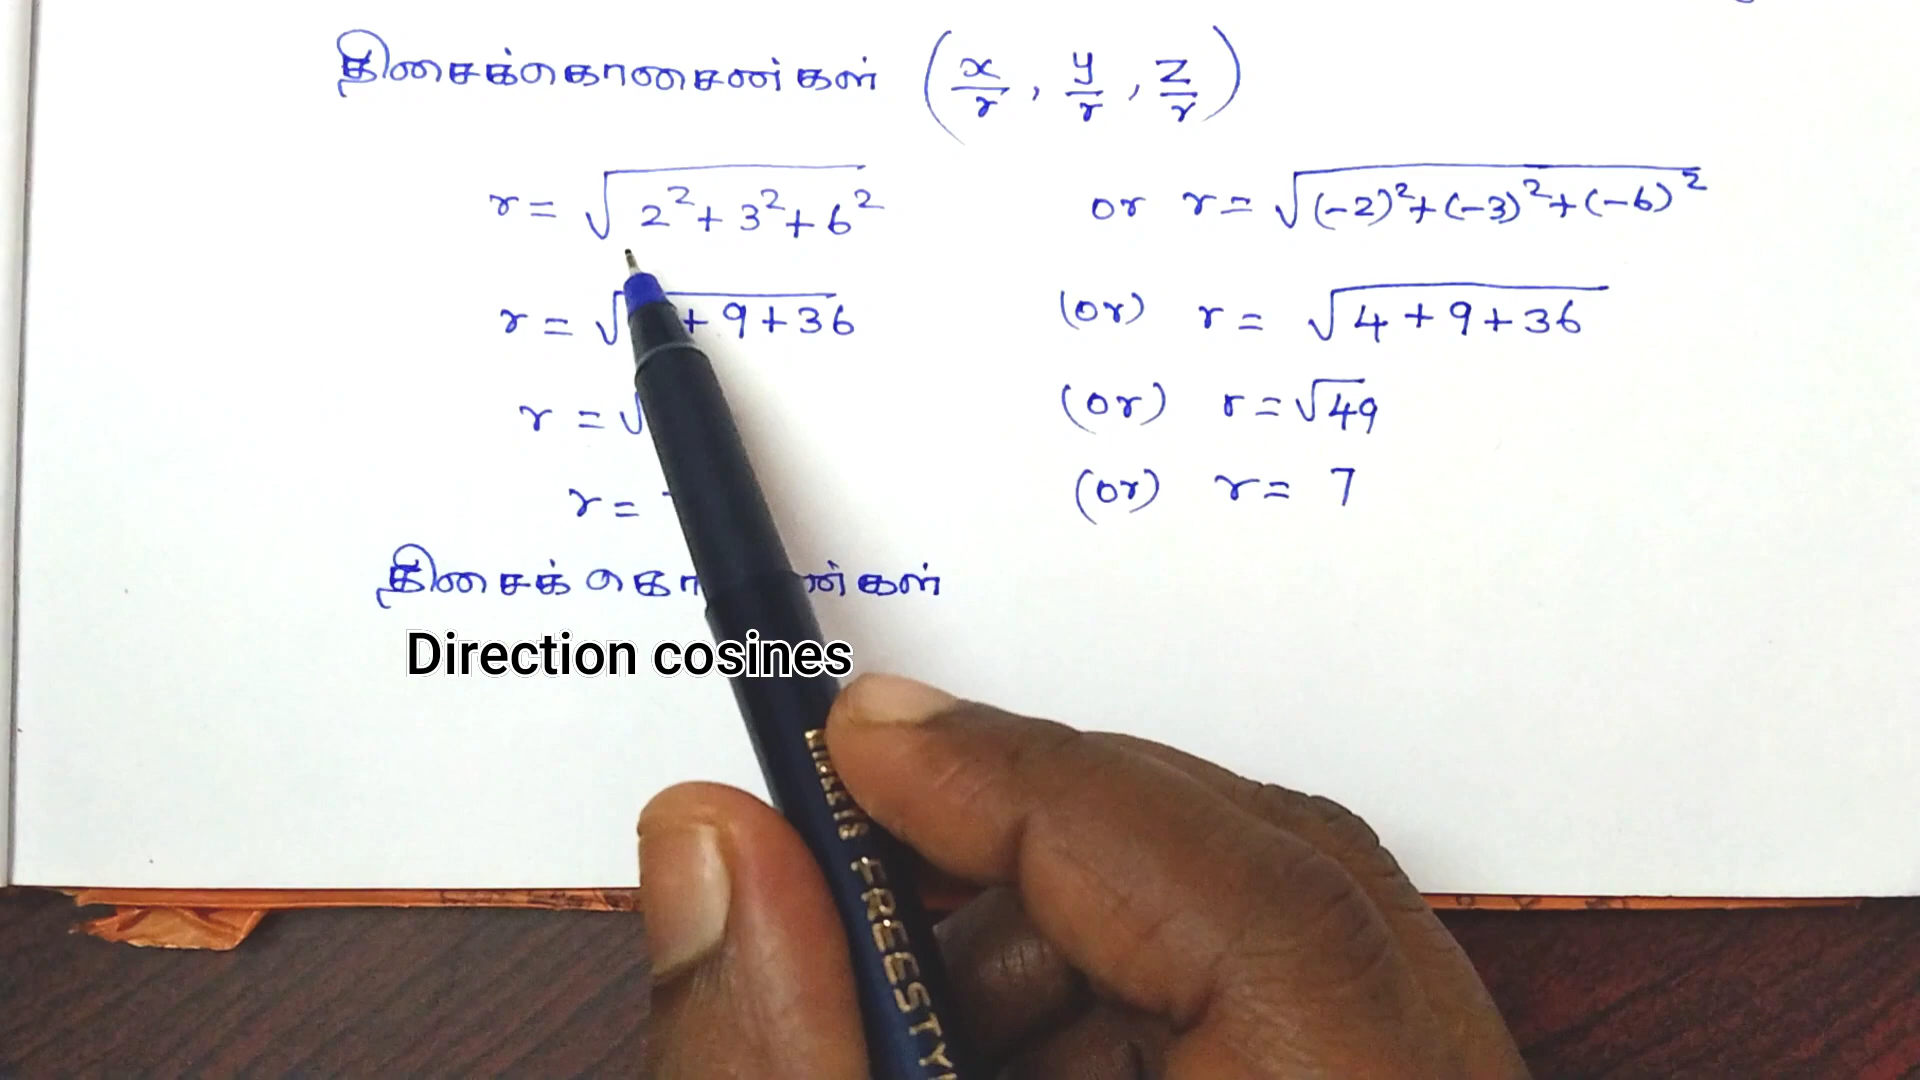 திசைக்கொசைன்கள் (x/r, y/r, z/r)
r = √2²+3²+6² or r = √(-2)²+(-3)²+(-6)²
r = √ + 9 + 36 (or) r = √4 + 9 + 36
r = √ (or) r = √49
r = (or) r = 7
திசைக்
Direction cosines
FREESTY